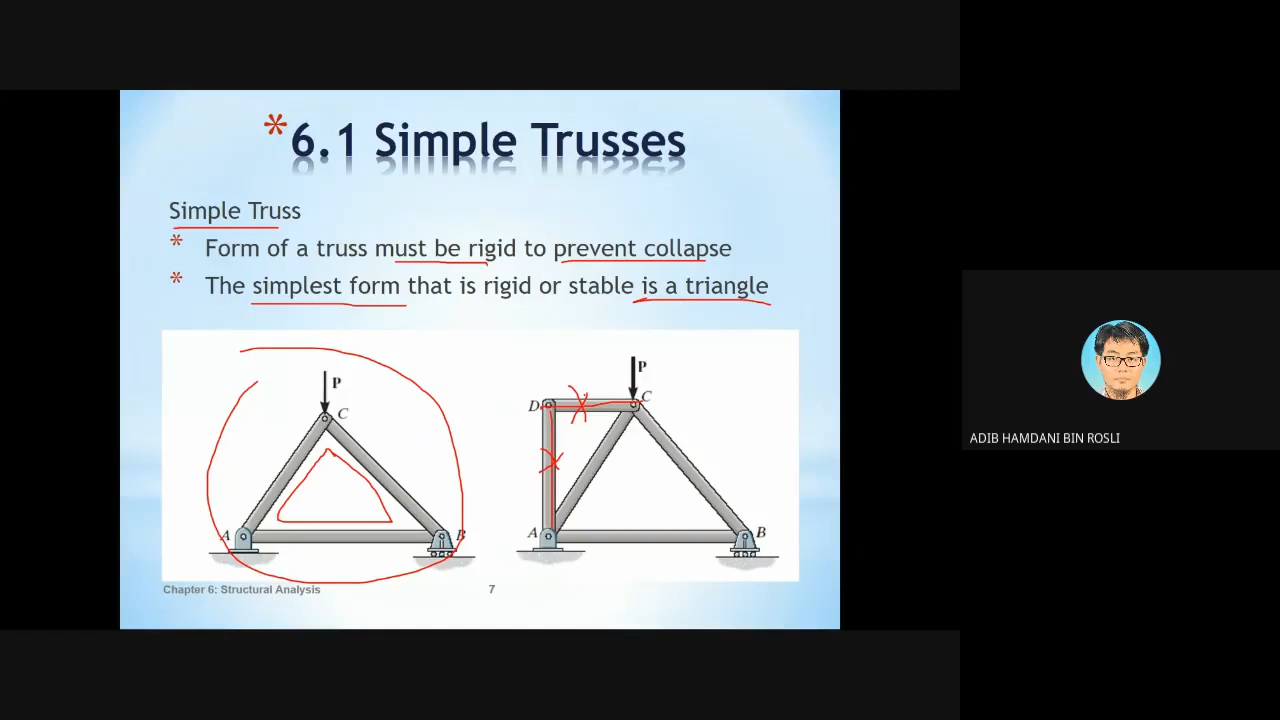 *6.1 Simple Trusses
Simple Truss
* Form of a truss must be rigid to prevent collapse
* The simplest form that is rigid or stable is a triangle
P
C
A
B
P
D
C
A
B
Chapter 6: Structural Analysis
7
ADIB HAMDANI BIN ROSLI